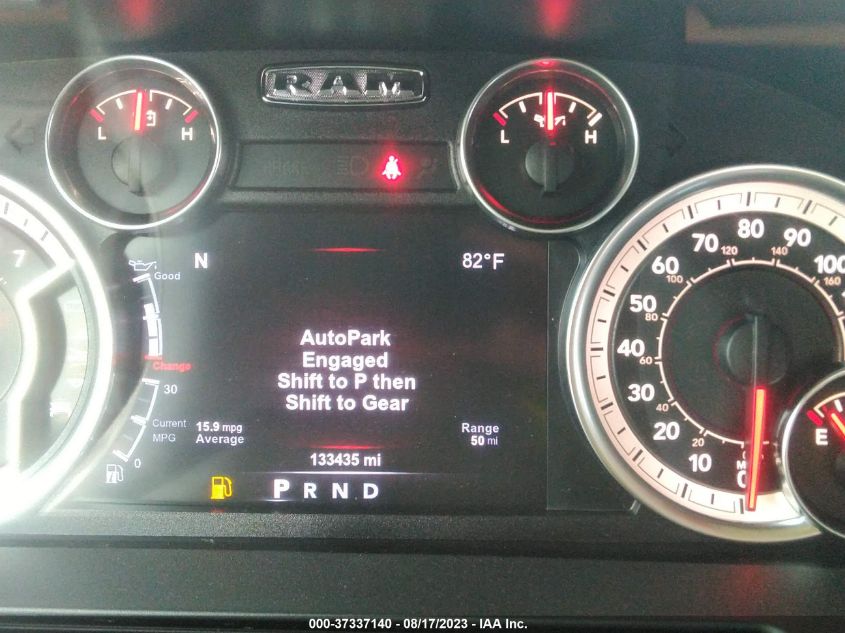 RAM
L H
L H
N 82°F
Good
AutoPark
Engaged
Shift to P then
Shift to Gear
Change
30
Current
MPG
0
15.9 mpg
Average
Range
50 mi
133435 mi
P R N D
7
0 10 20 30 40 50 60 70 80 90 100
20 40 60 80 100 120 140 160
E
000-37337140 - 08/17/2023 - IAA Inc.